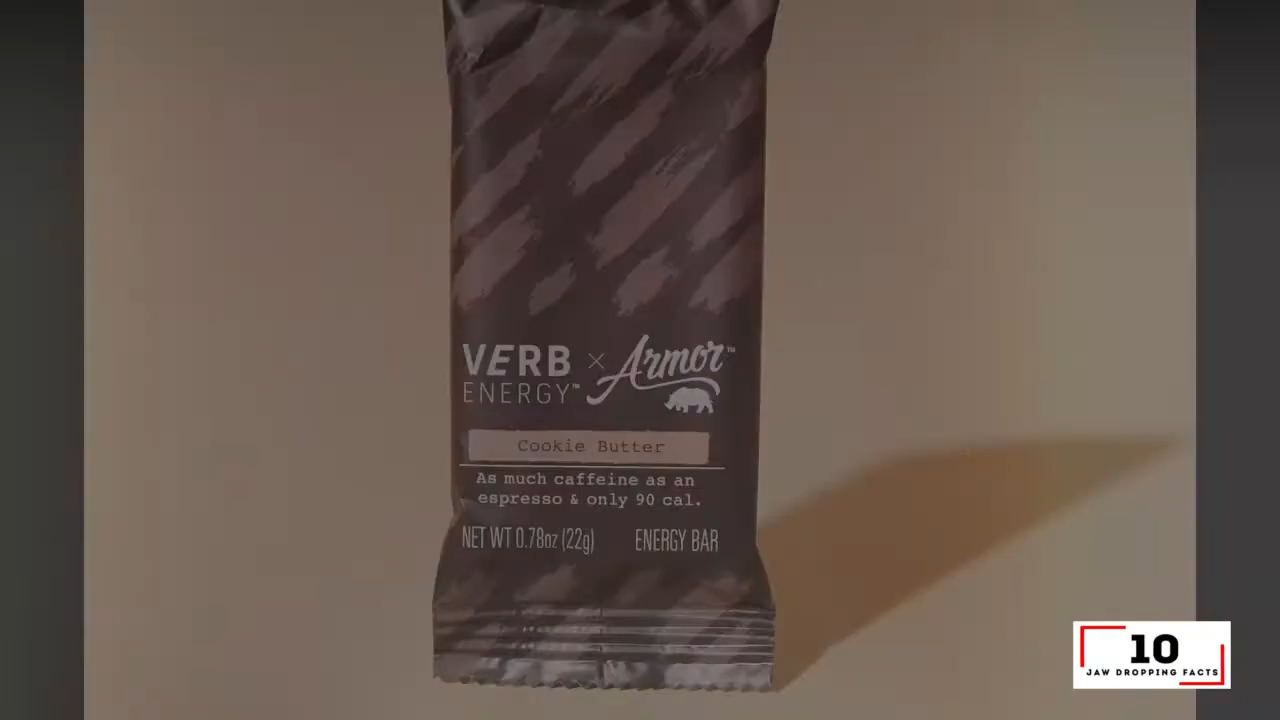 VERB × Armor™
ENERGY™
Cookie Butter
As much caffeine as an
espresso & only 90 cal.
NET WT 0.78oz (22g) ENERGY BAR
10
JAW DROPPING FACTS